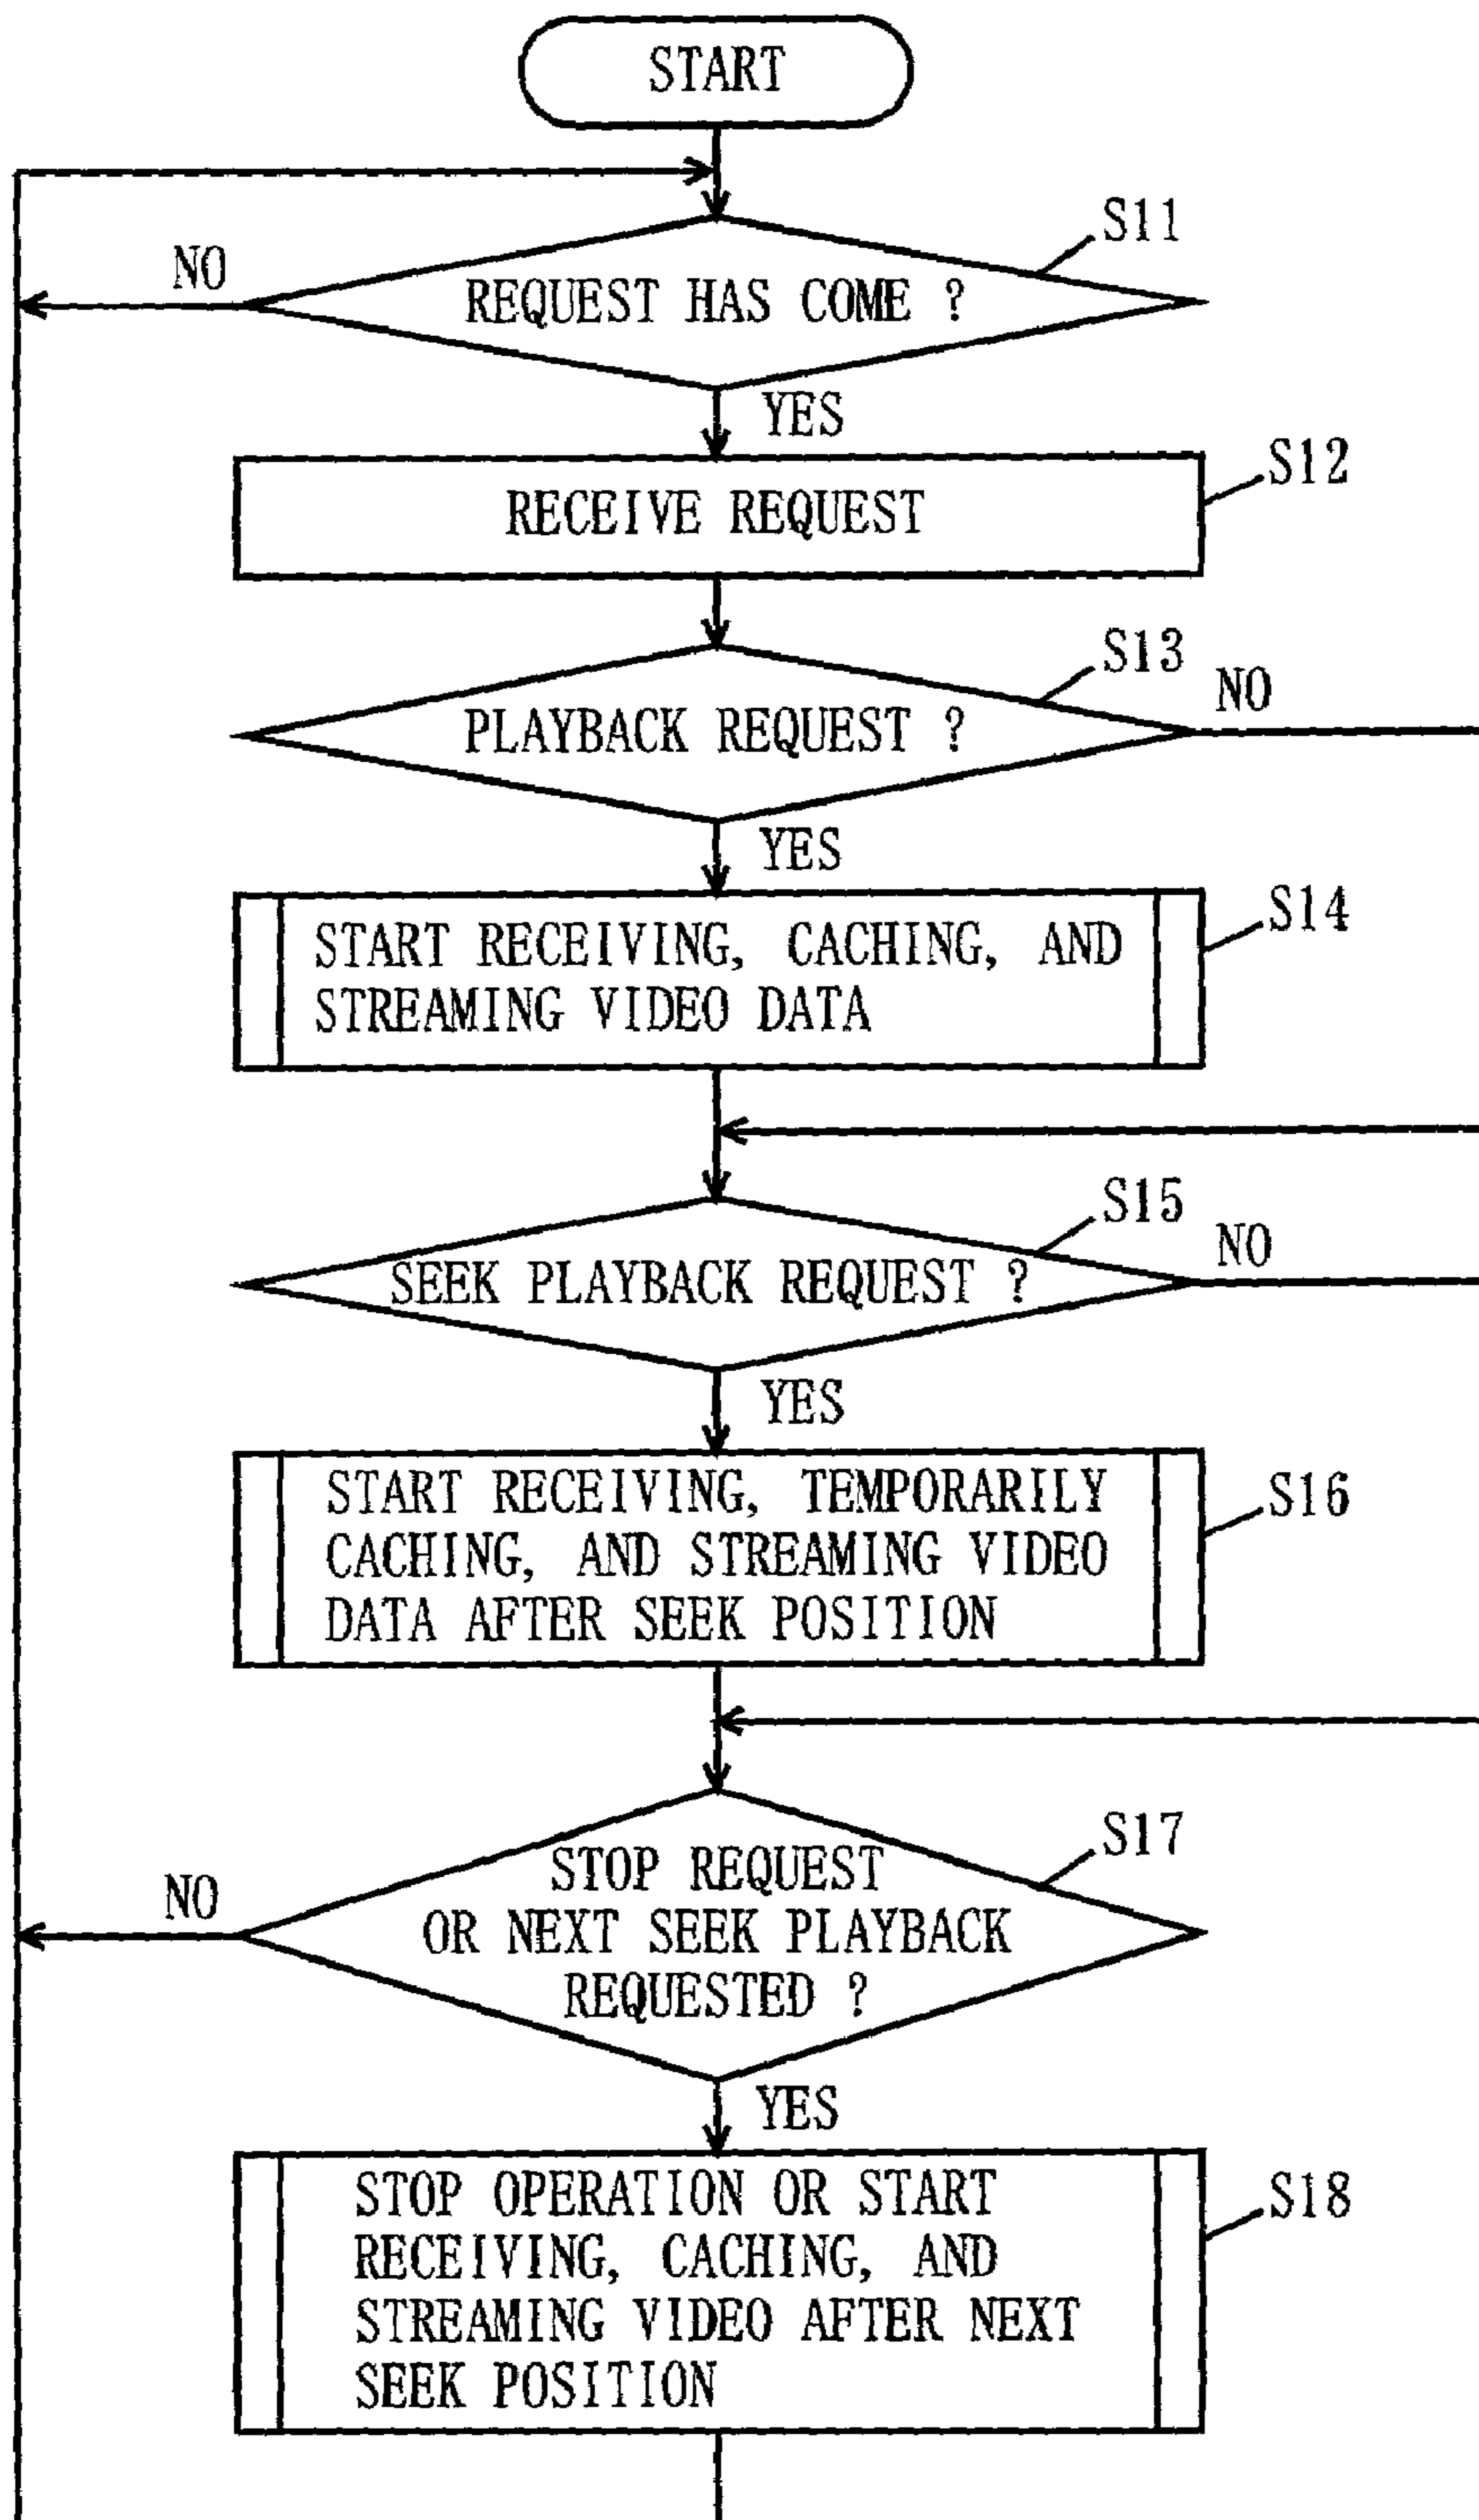 START
S11
NO
REQUEST HAS COME ?
YES
S12
RECEIVE REQUEST
S13
NO
PLAYBACK REQUEST ?
YES
S14
START RECEIVING, CACHING, AND
STREAMING VIDEO DATA
S15
NO
SEEK PLAYBACK REQUEST ?
YES
S16
START RECEIVING, TEMPORARILY
CACHING, AND STREAMING VIDEO
DATA AFTER SEEK POSITION
S17
STOP REQUEST
NO
OR NEXT SEEK PLAYBACK
REQUESTED ?
YES
S18
STOP OPERATION OR START
RECEIVING, CACHING, AND
STREAMING VIDEO AFTER NEXT
SEEK POSITION